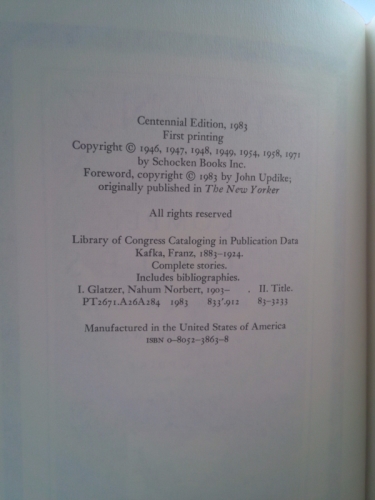 Centennial Edition, 1983
First printing
Copyright © 1946, 1947, 1948, 1949, 1954, 1958, 1971
by Schocken Books Inc.
Foreword, copyright © 1983 by John Updike;
originally published in The New Yorker
All rights reserved
Library of Congress Cataloging in Publication Data
Kafka, Franz, 1883–1924.
Complete stories.
Includes bibliographies.
I. Glatzer, Nahum Norbert, 1903– . II. Title.
PT2671.A26A284 1983 833'.912 83-3233
Manufactured in the United States of America
ISBN 0-8052-3863-8